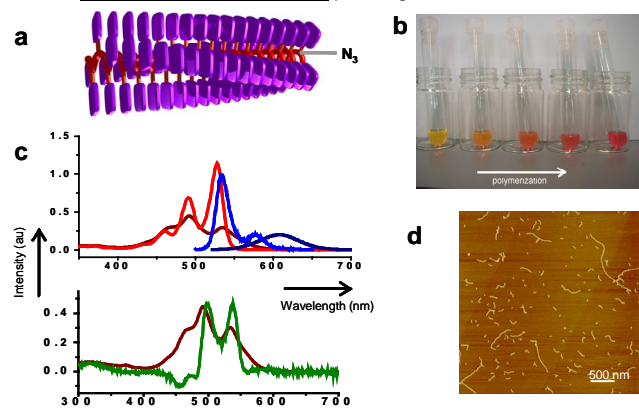 a
N3
b
polymerization
c
1.5
1.0
0.5
0.0
400 500 600 700
Intensity (au)
Wavelength (nm)
0.4
0.2
0.0
300 400 500 600 700
d
500 nm